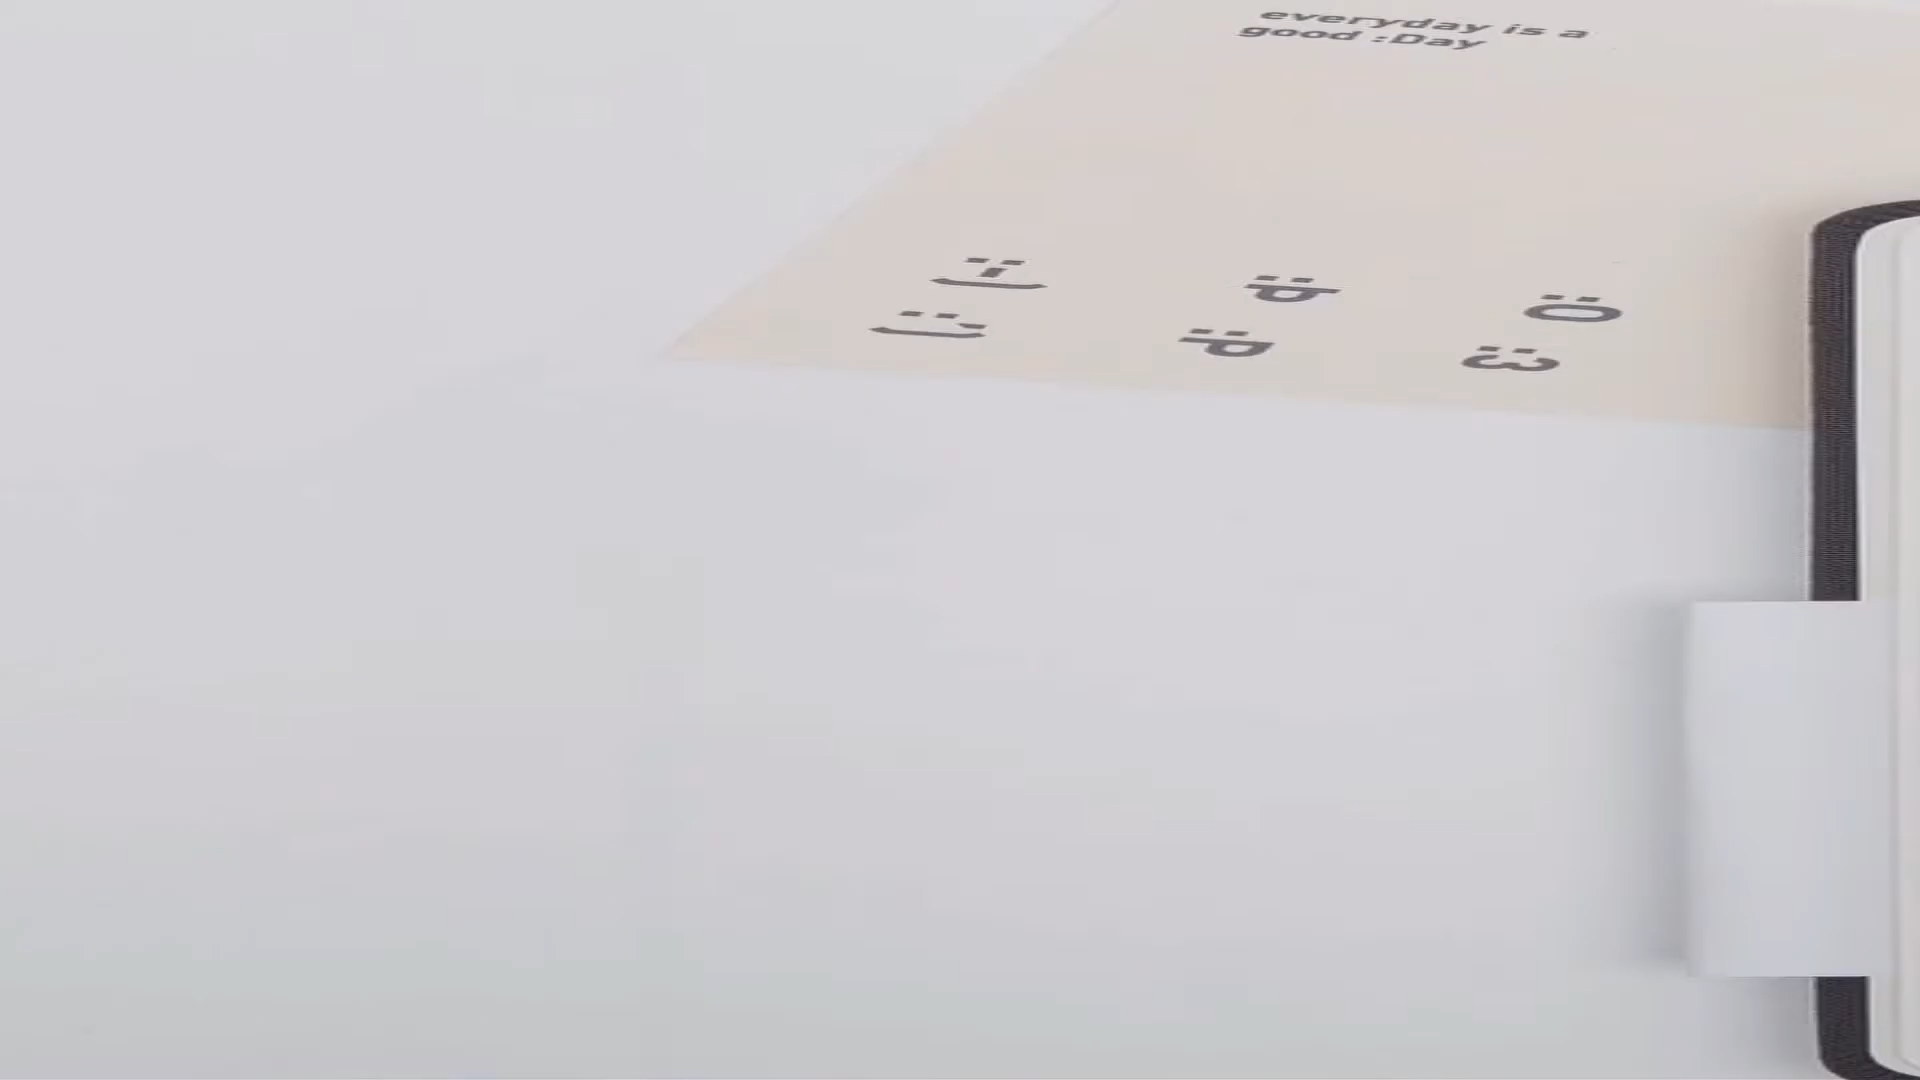 everyday is a
good :Day
:-) :-P :O
;) :P :3